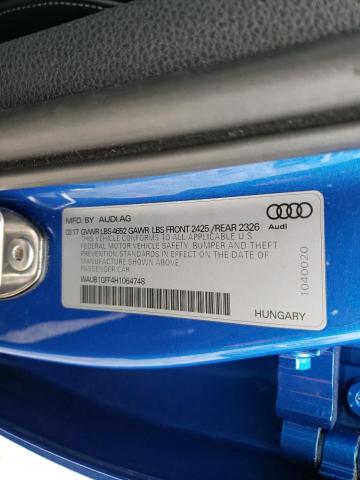 MFD. BY AUDI AG
03.17 GVWR LBS 4652 GAWR LBS FRONT 2425 /REAR 2326
THIS VEHICLE CONFORMS TO ALL APPLICABLE U.S.
FEDERAL MOTOR VEHICLE SAFETY, BUMPER AND THEFT
PREVENTION STANDARDS IN EFFECT ON THE DATE OF
MANUFACTURE SHOWN ABOVE.
PASSENGER CAR
WAUB1GFF4H1064748
Audi
1040020
HUNGARY